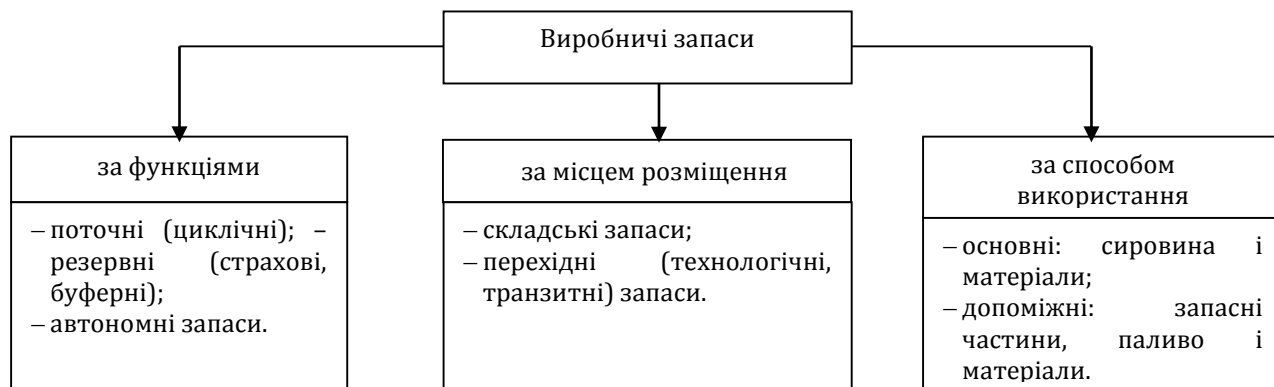 Виробничі запаси
за функціями
– поточні (циклічні); –
резервні (страхові,
буферні);
– автономні запаси.
за місцем розміщення
– складські запаси;
– перехідні (технологічні,
транзитні) запаси.
за способом
використання
– основні: сировина і
матеріали;
– допоміжні: запасні
частини, паливо і
матеріали.